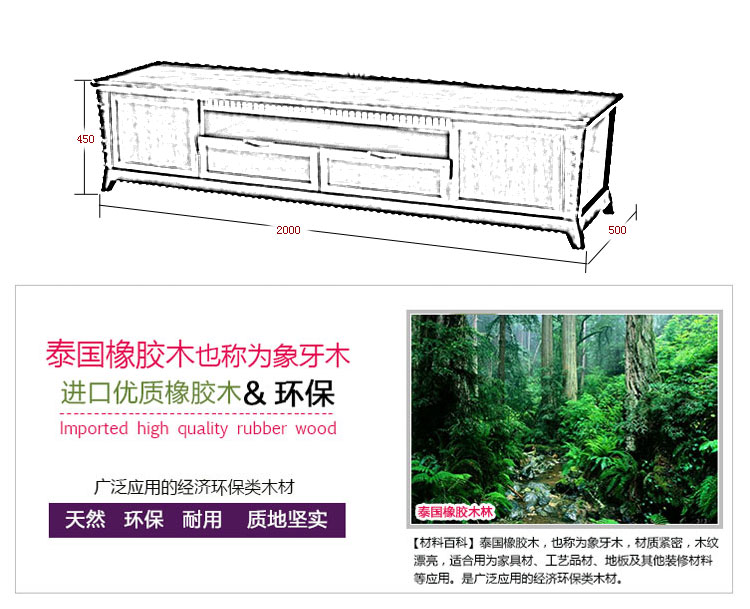 450
2000
500
泰国橡胶木也称为象牙木
进口优质橡胶木&环保
Imported high quality rubber wood
广泛应用的经济环保类木材
天然 环保 耐用 质地坚实
泰国橡胶木林
【材料百科】泰国橡胶木，也称为象牙木，材质紧密，木纹
漂亮，适合用为家具材、工艺品材、地板及其他装修材料
等应用。是广泛应用的经济环保类木材。